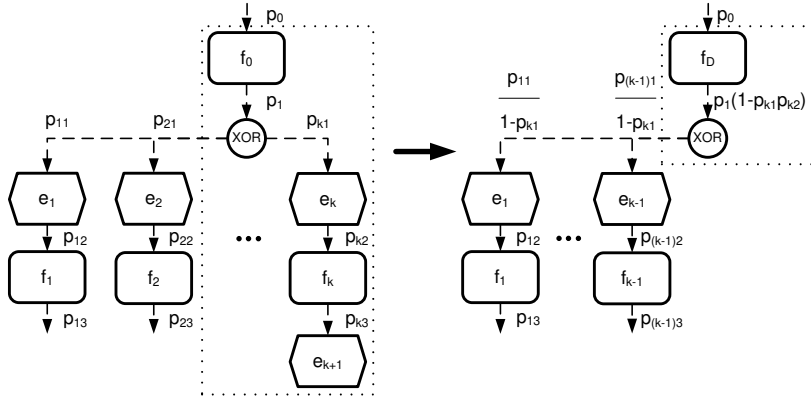 p0 p0
f0 fD
p1 p1(1-pk1pk2)
p11 p21 XOR pk1 p11 p(k-1)1 XOR
1-pk1 1-pk1
e1 e2 ek e1 ek-1
p12 p22 ... pk2 p12 ... p(k-1)2
f1 f2 fk f1 fk-1
p13 p23 pk3 p13 p(k-1)3
ek+1